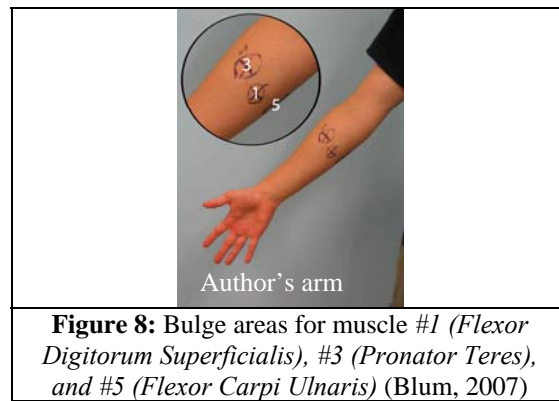 3
1
5
Author's arm
Figure 8: Bulge areas for muscle #1 (Flexor
Digitorum Superficialis), #3 (Pronator Teres),
and #5 (Flexor Carpi Ulnaris) (Blum, 2007)